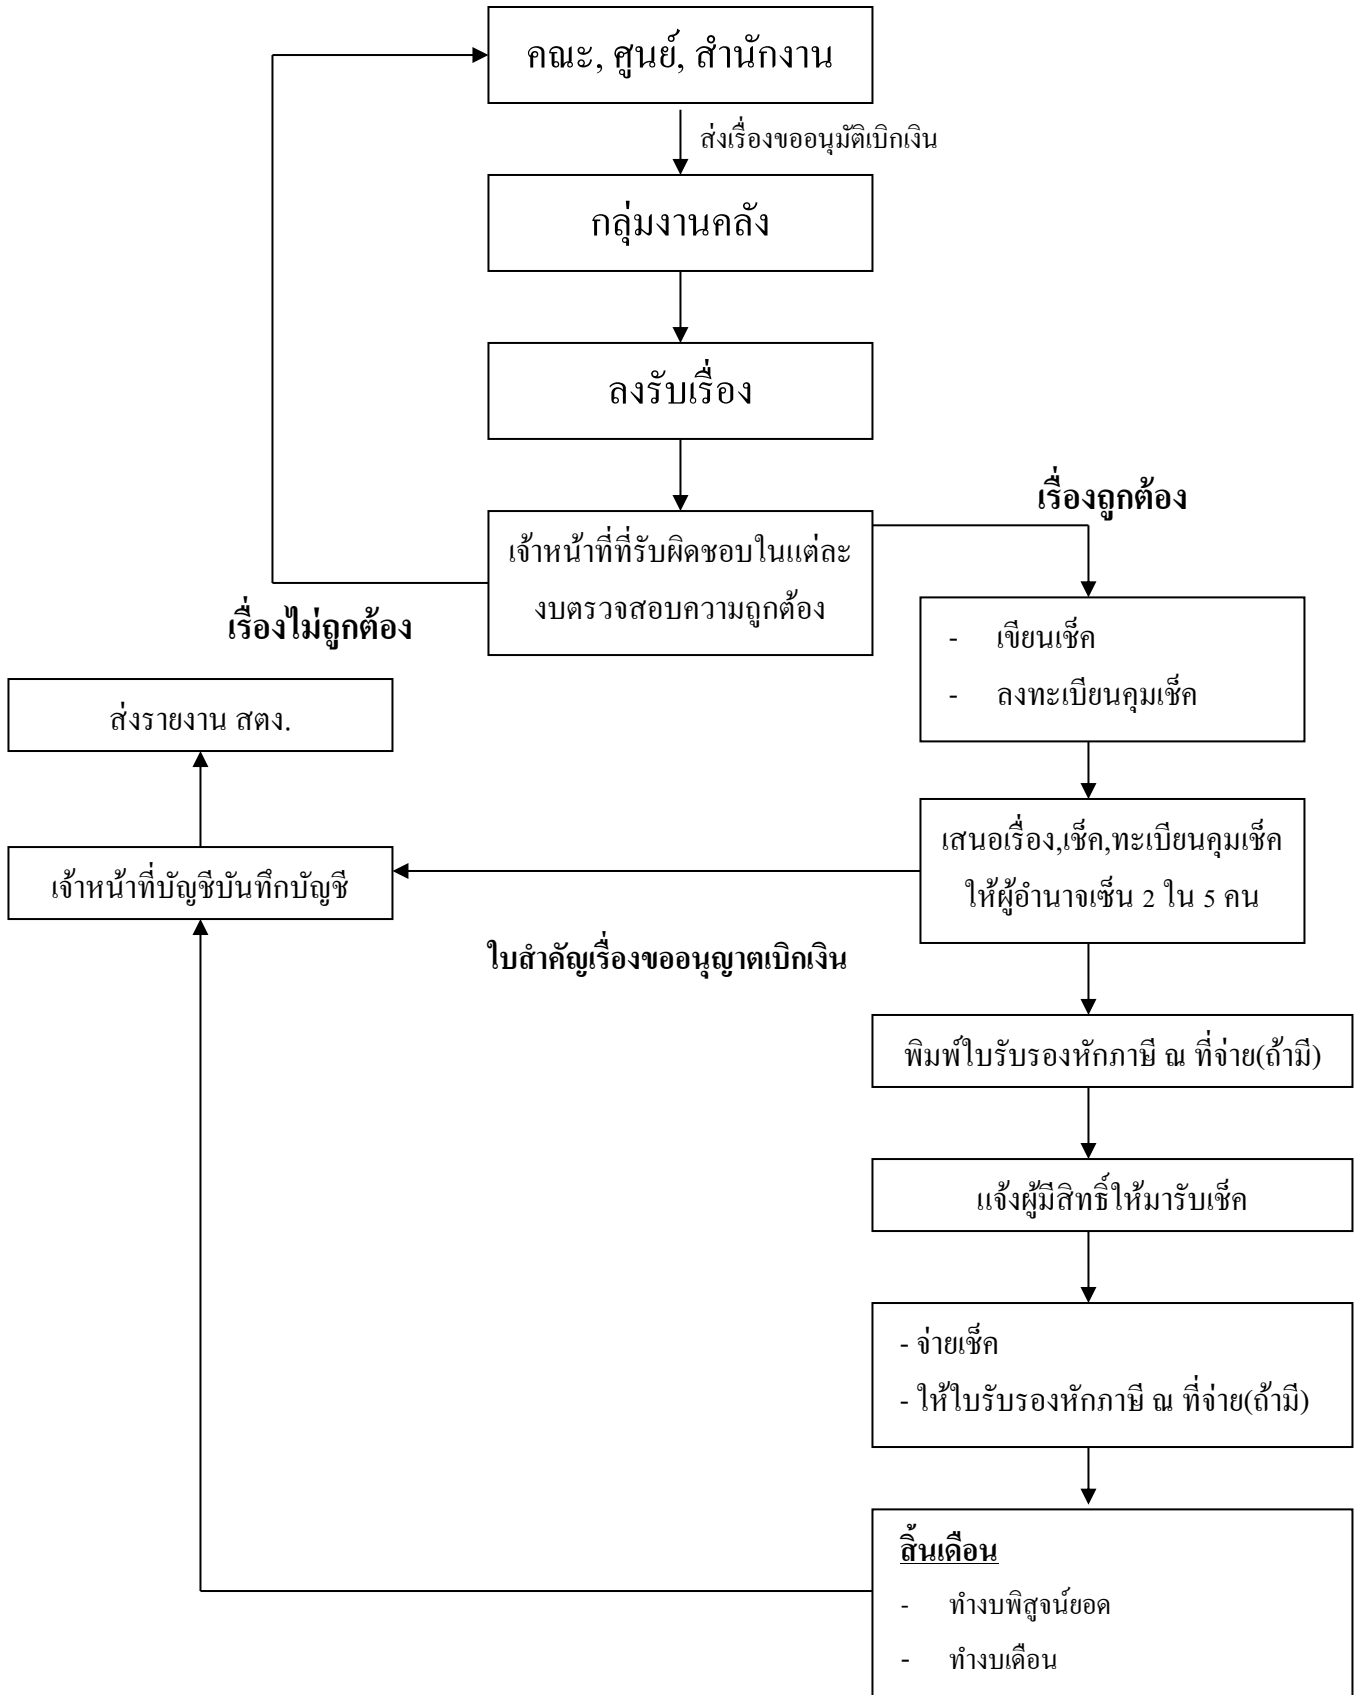 คณะ, ศูนย์, สำนักงาน
ส่งเรื่องขออนุมัติเบิกเงิน
กลุ่มงานคลัง
ลงรับเรื่อง
เรื่องถูกต้อง
เจ้าหน้าที่ที่รับผิดชอบในแต่ละ
งบตรวจสอบความถูกต้อง
เรื่องไม่ถูกต้อง
- เขียนเช็ค
- ลงทะเบียนคุมเช็ค
ส่งรายงาน สตง.
เสนอเรื่อง,เช็ค,ทะเบียนคุมเช็ค
ให้ผู้อำนาจเซ็น 2 ใน 5 คน
เจ้าหน้าที่บัญชีบันทึกบัญชี
ใบสำคัญเรื่องขออนุญาตเบิกเงิน
พิมพ์ใบรับรองหักภาษี ณ ที่จ่าย(ถ้ามี)
แจ้งผู้มีสิทธิ์ให้มารับเช็ค
- จ่ายเช็ค
- ให้ใบรับรองหักภาษี ณ ที่จ่าย(ถ้ามี)
สิ้นเดือน
- ทำงบพิสูจน์ยอด
- ทำงบเดือน